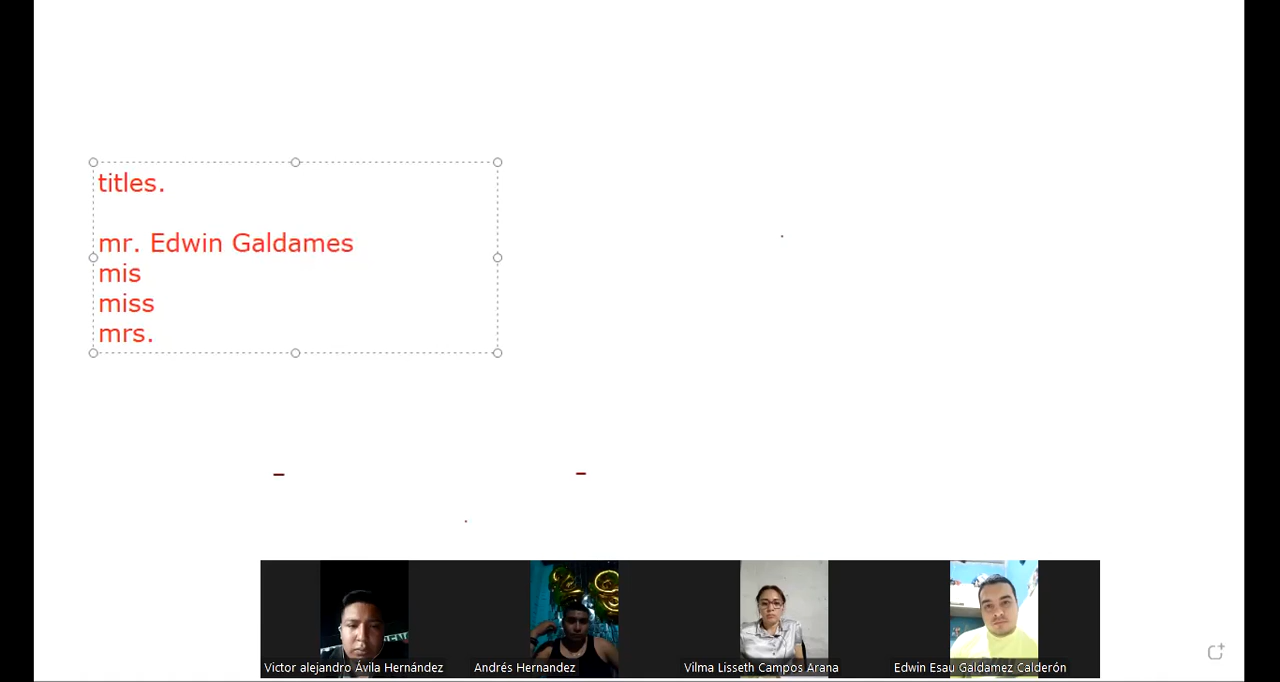 titles.
mr. Edwin Galdames
mis
miss
mrs.
Victor alejandro Ávila Hernández
Andrés Hernandez
Vilma Lisseth Campos Arana
Edwin Esau Galdamez Calderón